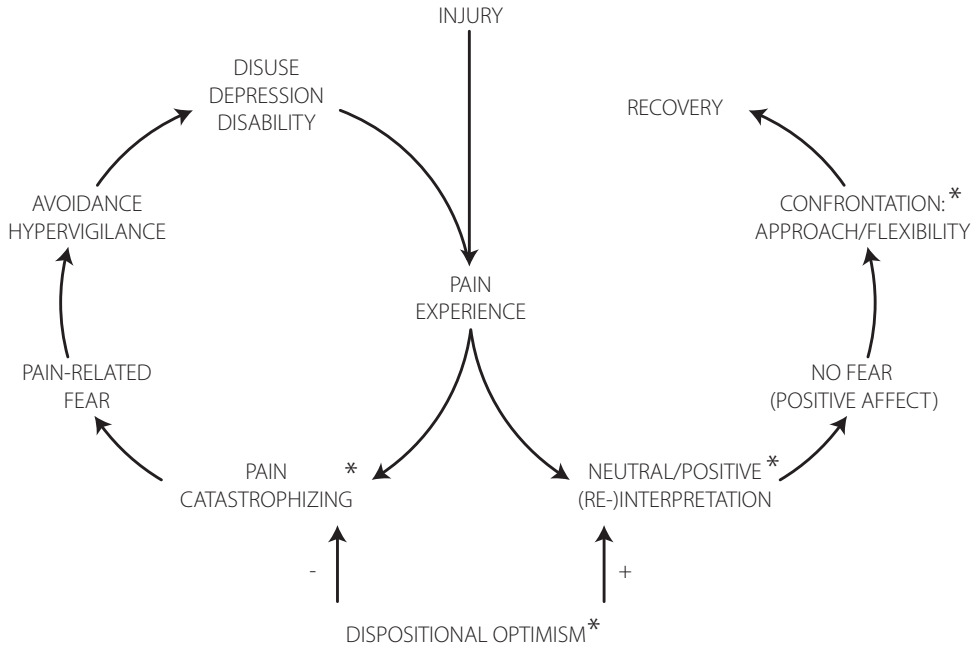 INJURY
DISUSE
DEPRESSION
DISABILITY
RECOVERY
AVOIDANCE
HYPERVIGILANCE
CONFRONTATION: *
APPROACH/FLEXIBILITY
PAIN
EXPERIENCE
PAIN-RELATED
FEAR
NO FEAR
(POSITIVE AFFECT)
PAIN *
CATASTROPHIZING
NEUTRAL/POSITIVE *
(RE-)INTERPRETATION
-
+
DISPOSITIONAL OPTIMISM *